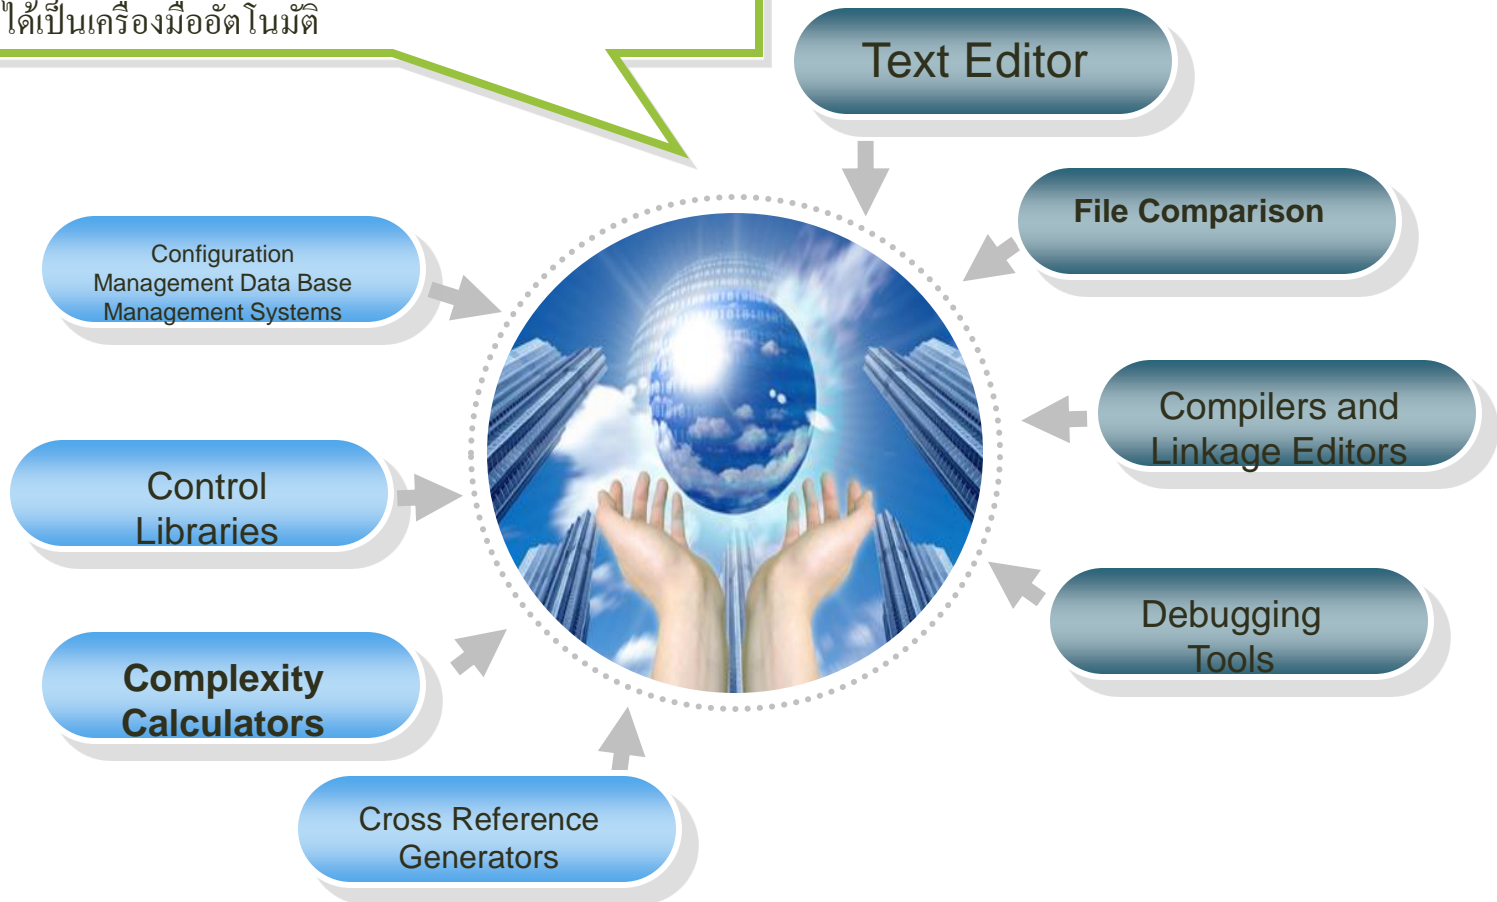 ได้เป็นเครื่องมืออัตโนมัติ
Text Editor
File Comparison
Configuration
Management Data Base
Management Systems
Compilers and
Linkage Editors
Control
Libraries
Debugging
Tools
Complexity
Calculators
Cross Reference
Generators